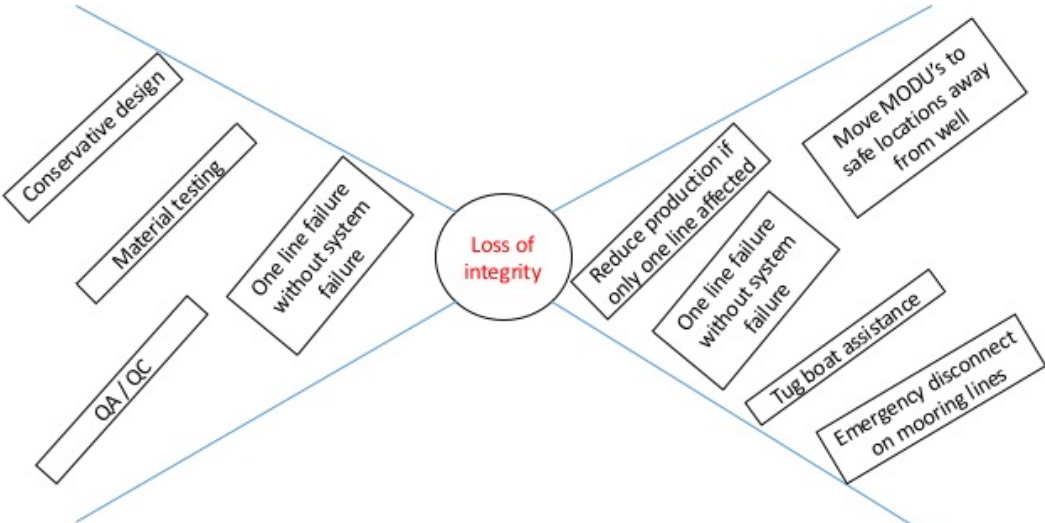 Conservative design
Material testing
QA / QC
One line failure
without system
failure
Loss of
integrity
Reduce production if
only one line affected
One line failure
without system
failure
Move MODU's to
safe locations away
from well
Tug boat assistance
Emergency disconnect
on mooring lines